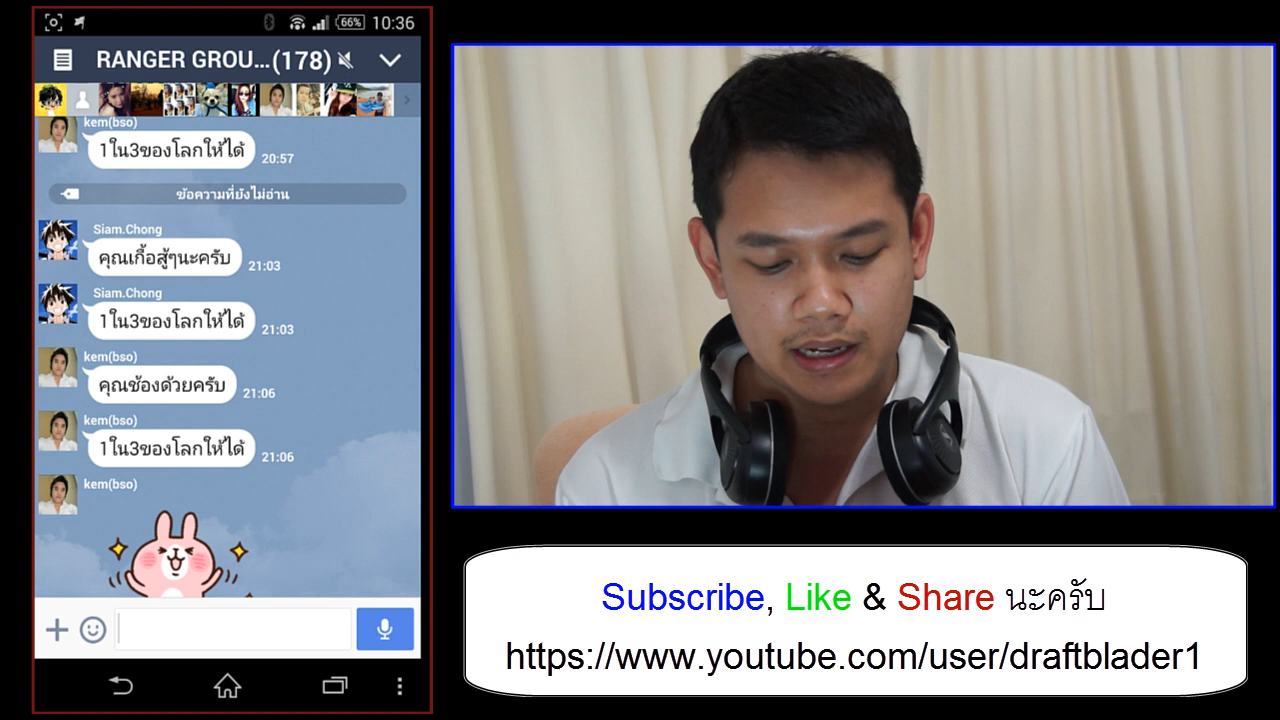 66% 10:36
RANGER GROU...(178)
kem(bso)
1ใน3ของโลกให้ได้ 20:57
ข้อความที่ยังไม่อ่าน
Siam.Chong
คุณเกื้อสู้ๆนะครับ 21:03
Siam.Chong
1ใน3ของโลกให้ได้ 21:03
kem(bso)
คุณช้องด้วยครับ 21:06
kem(bso)
1ใน3ของโลกให้ได้ 21:06
kem(bso)
Subscribe, Like & Share นะครับ
https://www.youtube.com/user/draftblader1